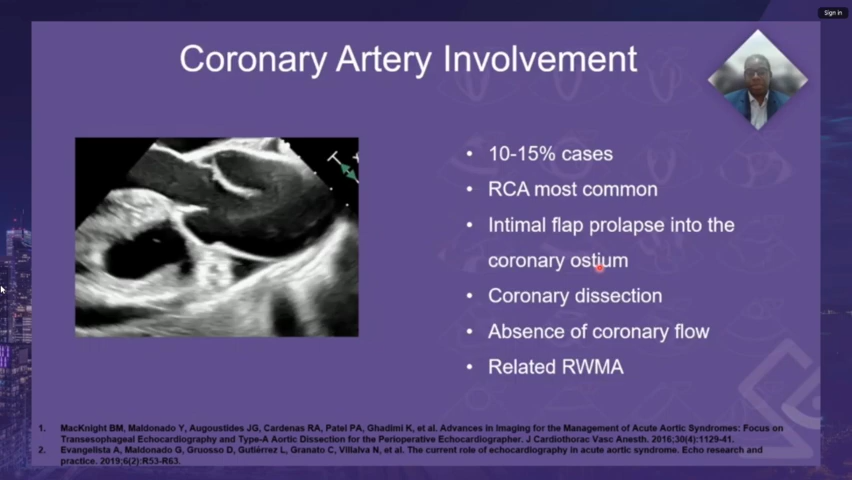 Sign in
Coronary Artery Involvement
• 10-15% cases
• RCA most common
• Intimal flap prolapse into the
coronary ostium
• Coronary dissection
• Absence of coronary flow
• Related RWMA
1. MacKnight BM, Maldonado Y, Augoustides JG, Cardenas RA, Patel PA, Ghadimi K, et al. Advances in Imaging for the Management of Acute Aortic Syndromes: Focus on
Transesophageal Echocardiography and Type-A Aortic Dissection for the Perioperative Echocardiographer. J Cardiothorac Vasc Anesth. 2016;30(4):1129-41.
2. Evangelista A, Maldonado G, Gruosso D, Gutiérrez L, Granato C, Villalva N, et al. The current role of echocardiography in acute aortic syndrome. Echo research and
practice. 2019;6(2):R53-R63.